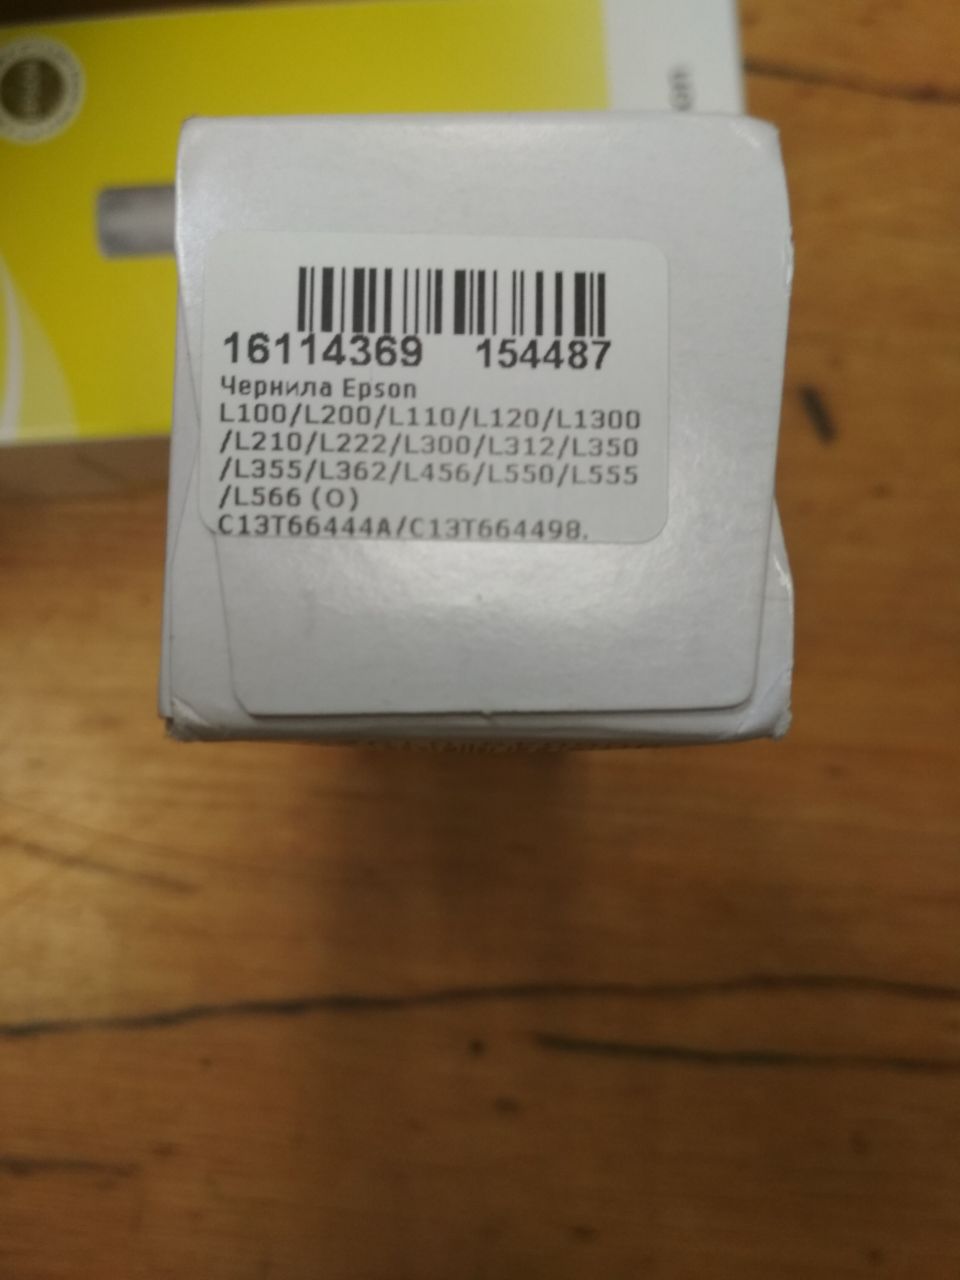 on
16114369 154487
Чернила Epson
L100/L200/L110/L120/L1300
/L210/L222/L300/L312/L350
/L355/L362/L456/L550/L555
/L566 (O)
C13T66444A/C13T664498.